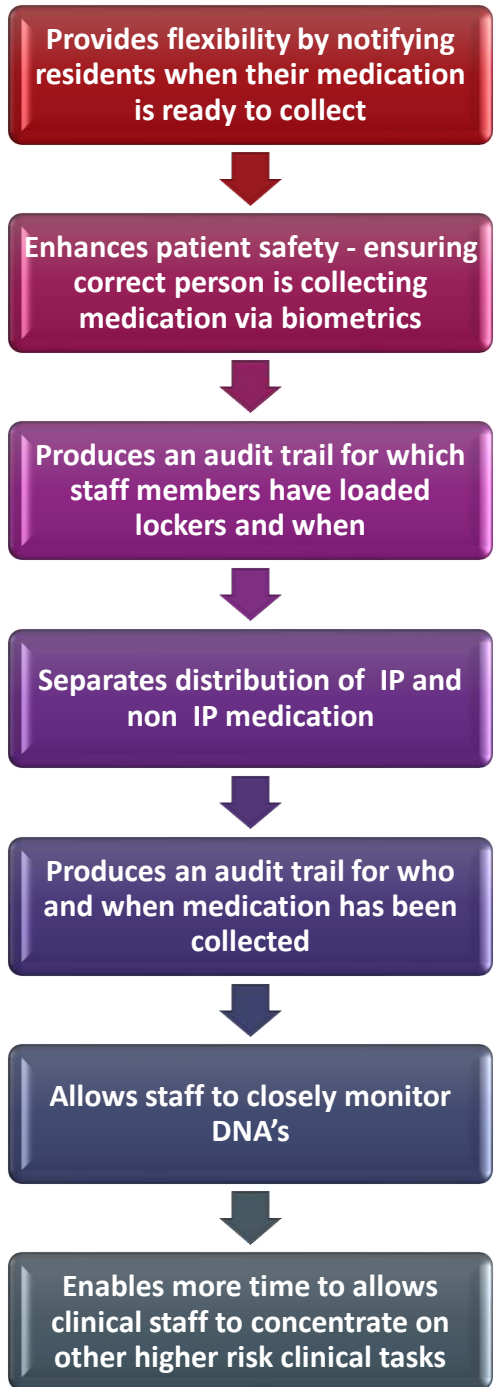 Provides flexibility by notifying
residents when their medication
is ready to collect
Enhances patient safety - ensuring
correct person is collecting
medication via biometrics
Produces an audit trail for which
staff members have loaded
lockers and when
Separates distribution of  IP and
non  IP medication
Produces an audit trail for who
and when medication has been
collected
Allows staff to closely monitor
DNA’s
Enables more time to allows
clinical staff to concentrate on
other higher risk clinical tasks